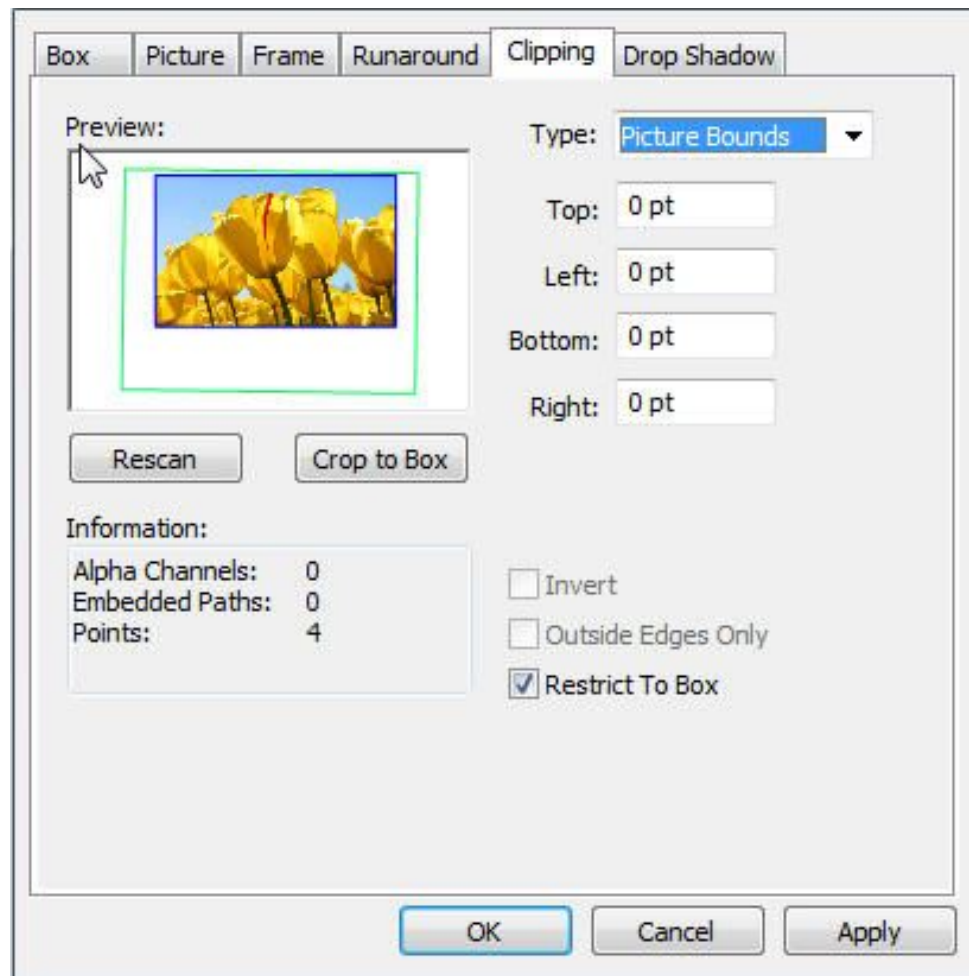 Box Picture Frame Runaround Clipping Drop Shadow
Preview:
Type: Picture Bounds
Top: 0 pt
Left: 0 pt
Bottom: 0 pt
Right: 0 pt
Rescan Crop to Box
Information:
Alpha Channels: 0
Embedded Paths: 0
Points: 4
Invert
Outside Edges Only
Restrict To Box
OK Cancel Apply